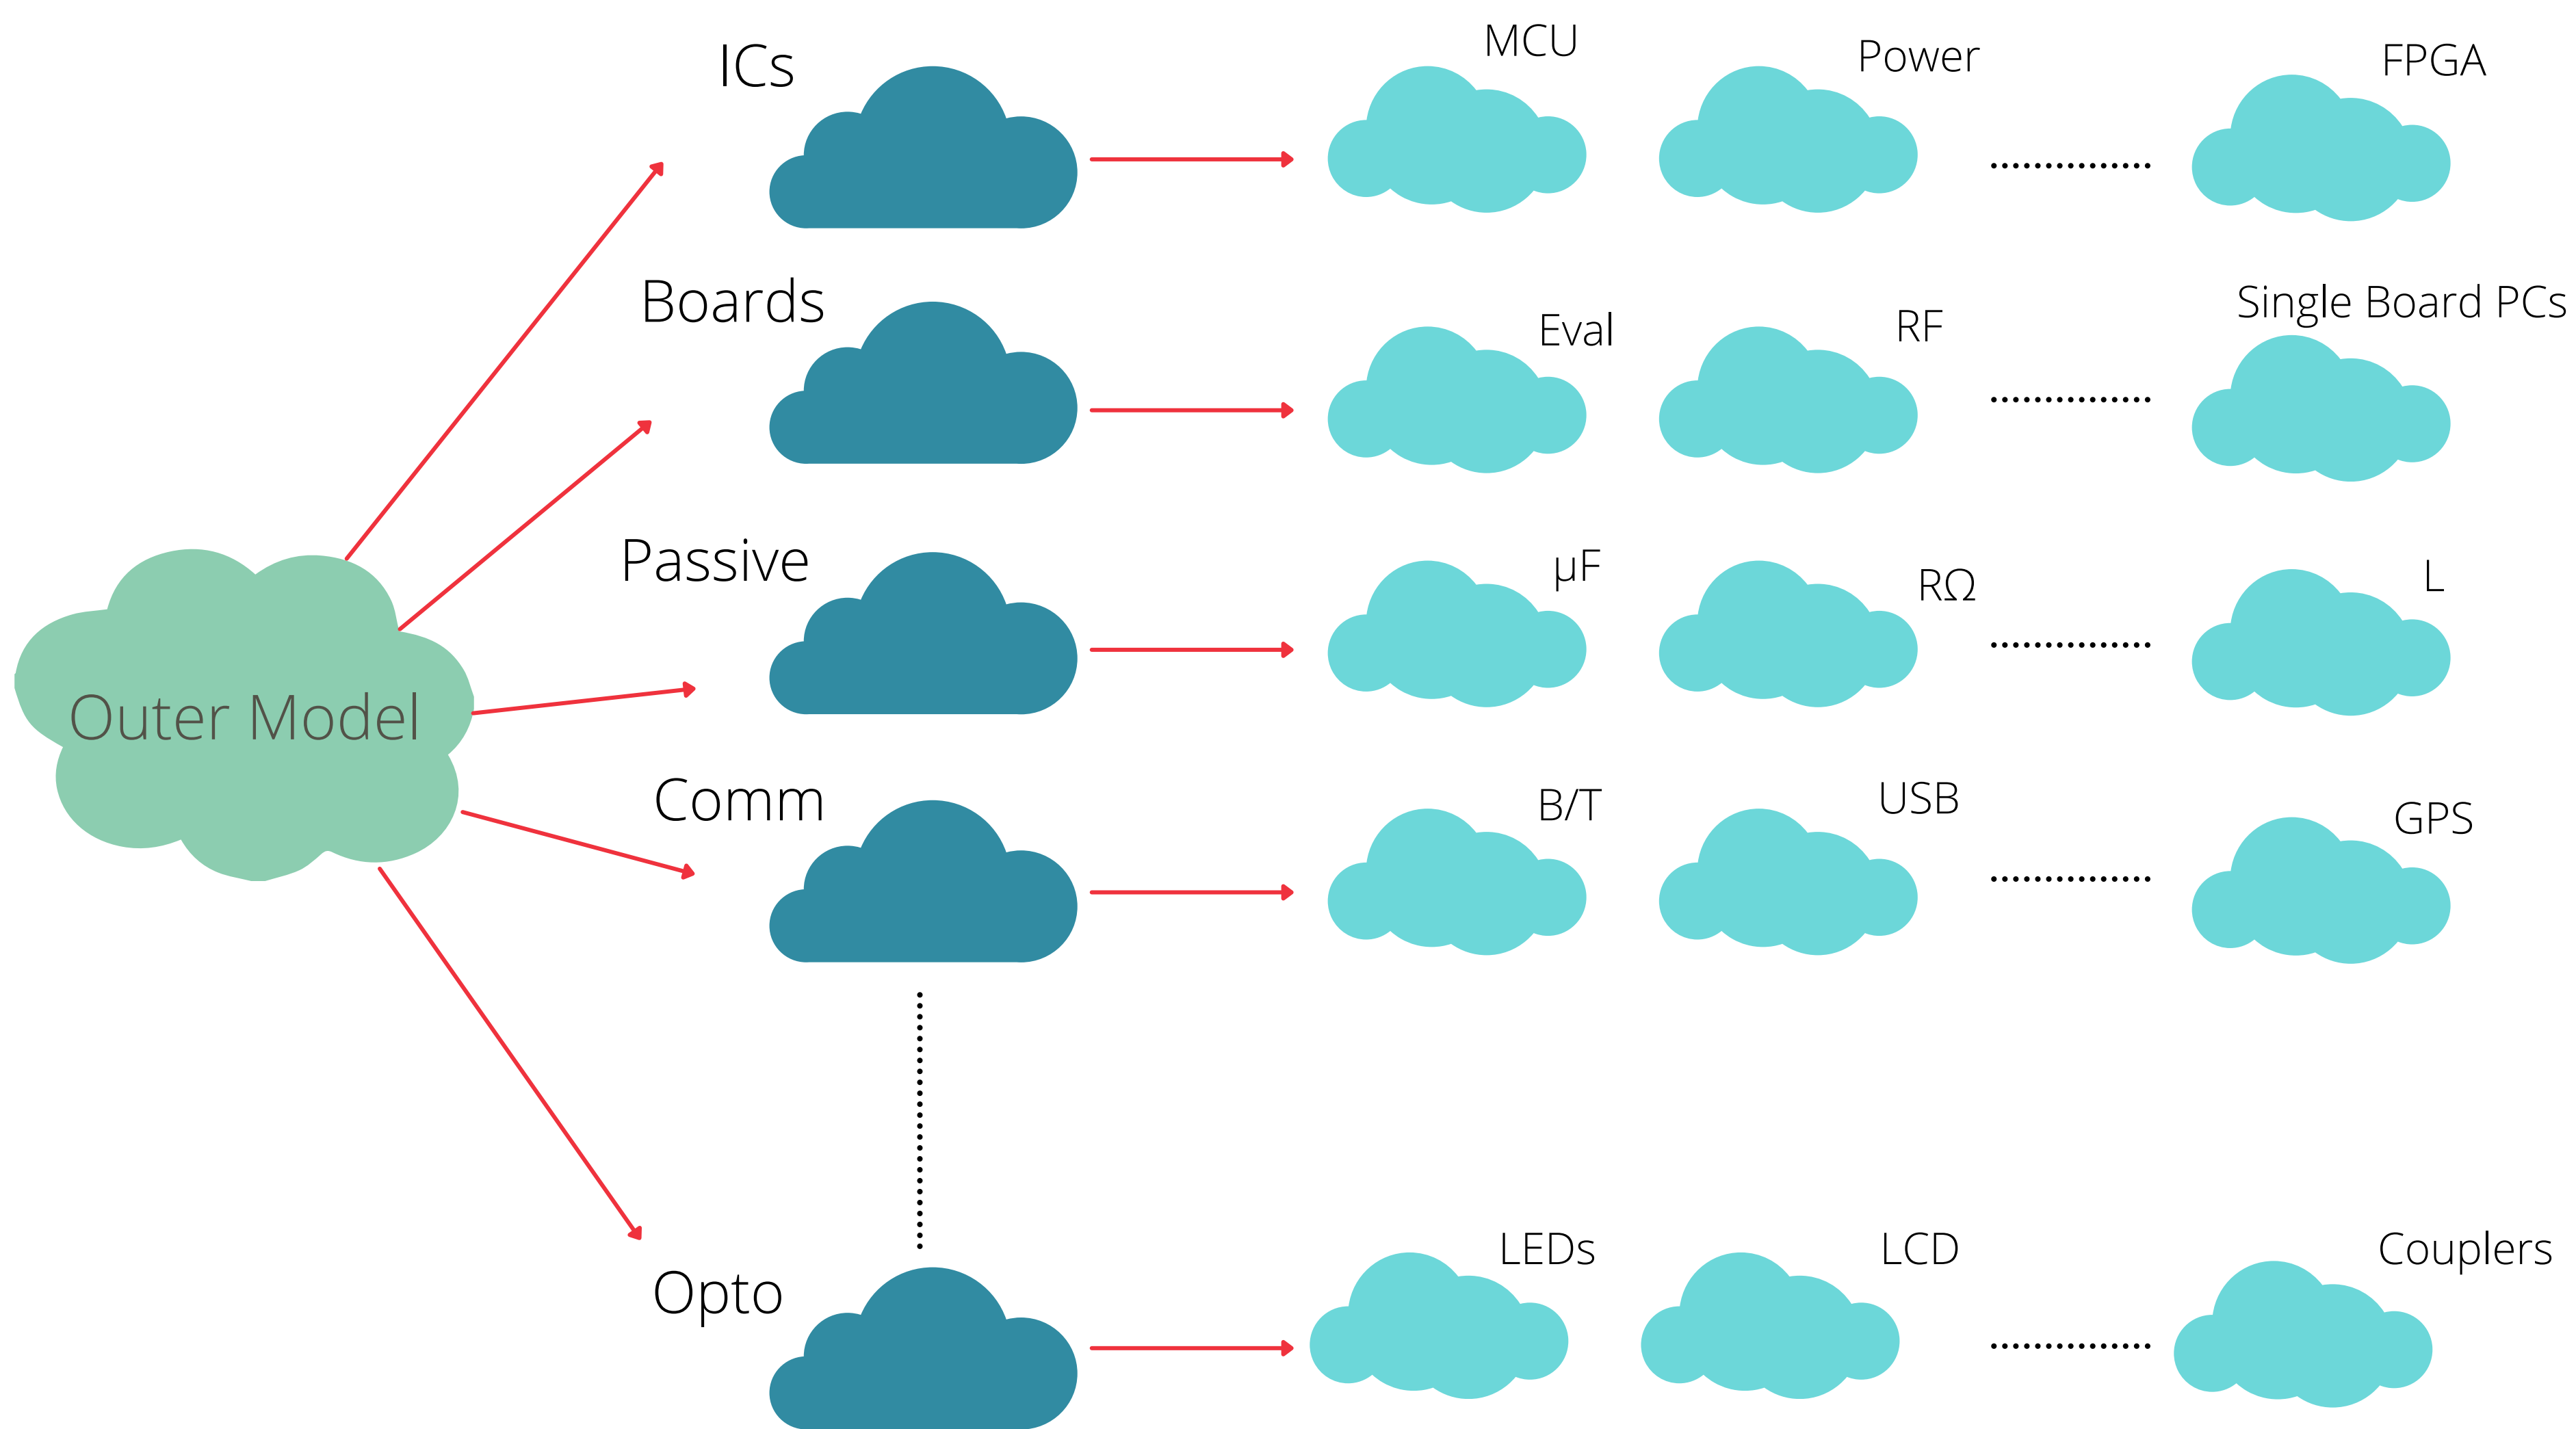 ICs
MCU
Power
FPGA
Boards
Eval
RF
Single Board PCs
Passive
µF
RΩ
L
Outer Model
Comm
B/T
USB
GPS
Opto
LEDs
LCD
Couplers